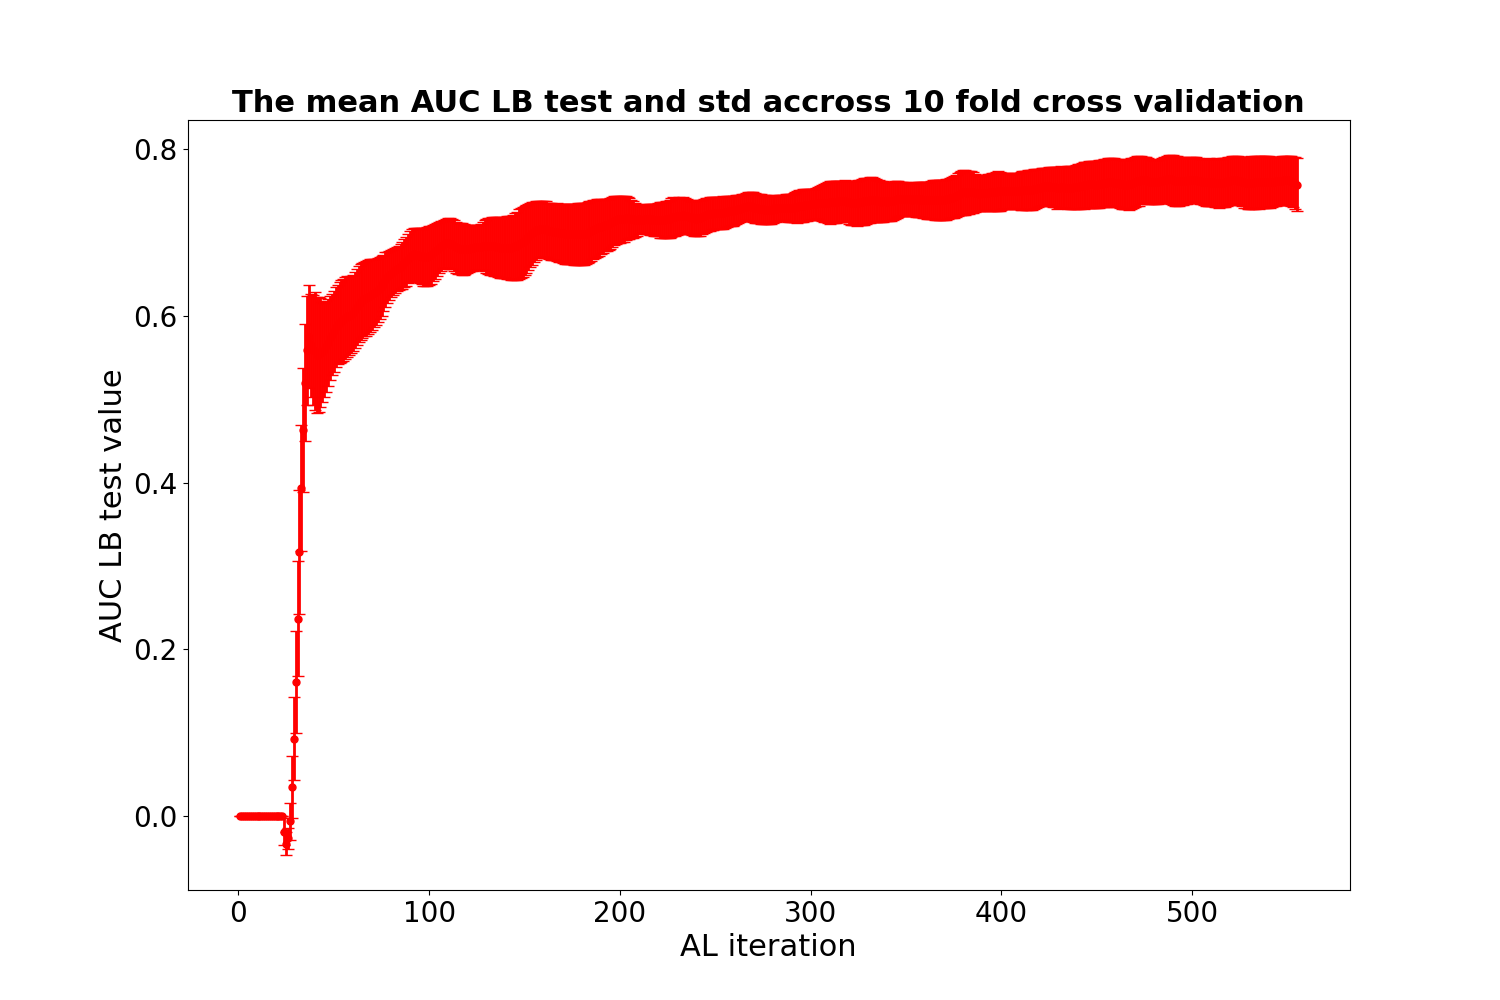 The mean AUC LB test and std accross 10 fold cross validation
0.8
0.6
0.4
0.2
0.0
AUC LB test value
0 100 200 300 400 500
AL iteration